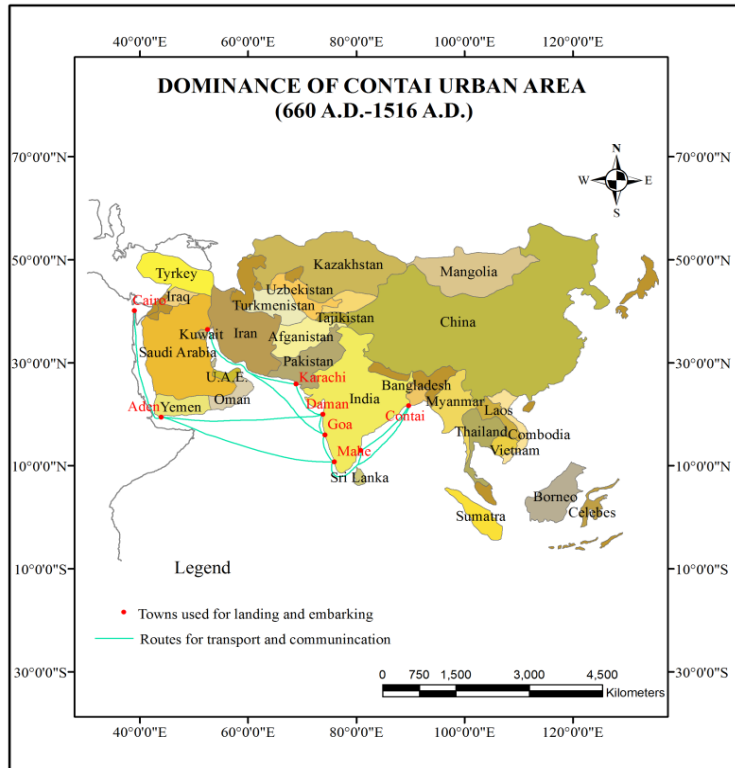 40°0'0"E 60°0'0"E 80°0'0"E 100°0'0"E 120°0'0"E
DOMINANCE OF CONTAI URBAN AREA
(660 A.D.-1516 A.D.)
70°0'0"N 70°0'0"N
N
W E
S
50°0'0"N 50°0'0"N
Kazakhstan
Mangolia
Tyrkey
Uzbekistan
Cairo Iraq
Turkmenistan
Tajikistan
China
Kuwait Iran
Afganistan
Saudi Arabia
Pakistan
30°0'0"N 30°0'0"N
U.A.E. Karachi
Bangladesh
Oman India Myanmar
Aden Yemen Daman Laos
Contai
Goa Thailand Combodia
Mahe Vietnam
10°0'0"N 10°0'0"N
Sri Lanka
Borneo
Sumatra Celebes
10°0'0"S 10°0'0"S
Legend
Towns used for landing and embarking
Routes for transport and communincation
0 750 1,500 3,000 4,500
Kilometers
30°0'0"S 30°0'0"S
40°0'0"E 60°0'0"E 80°0'0"E 100°0'0"E 120°0'0"E